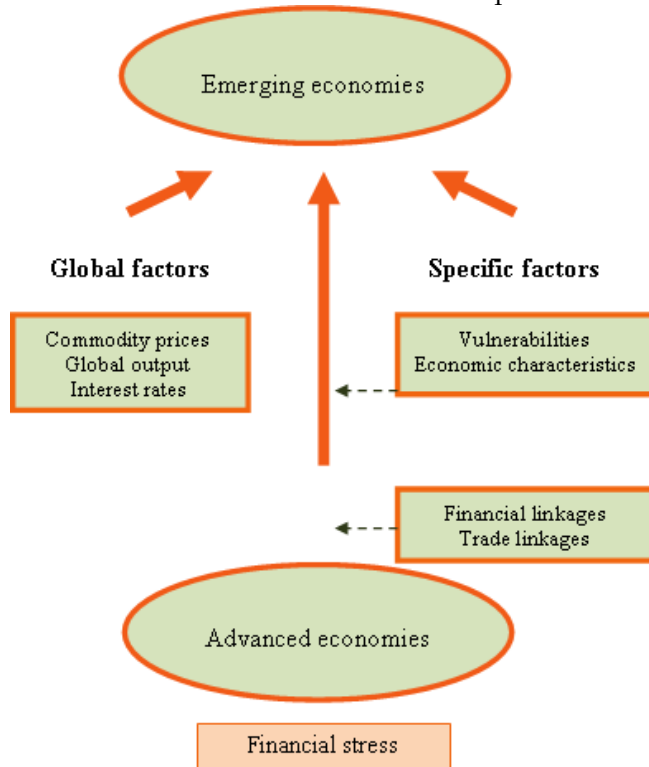 Emerging economies
Global factors
Specific factors
Commodity prices
Global output
Interest rates
Vulnerabilities
Economic characteristics
Financial linkages
Trade linkages
Advanced economies
Financial stress